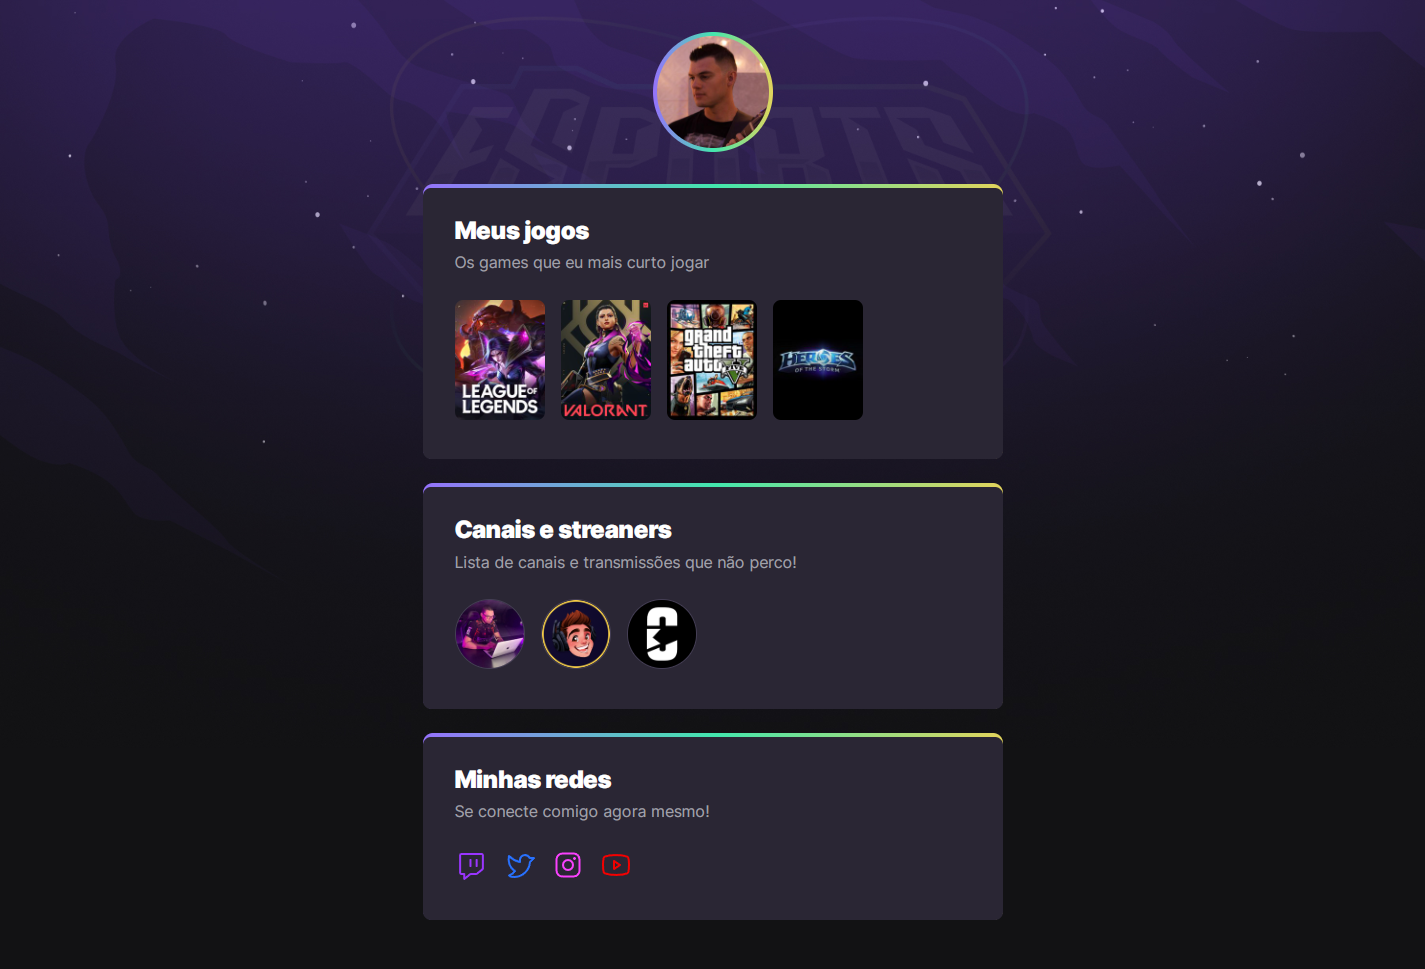 ESPORTS
Meus jogos
Os games que eu mais curto jogar
LEAGUE OF
LEGENDS
VALORANT
grand
theft
auto
FIVE
HEROES
OF THE STORM
Canais e streaners
Lista de canais e transmissões que não perco!
Minhas redes
Se conecte comigo agora mesmo!